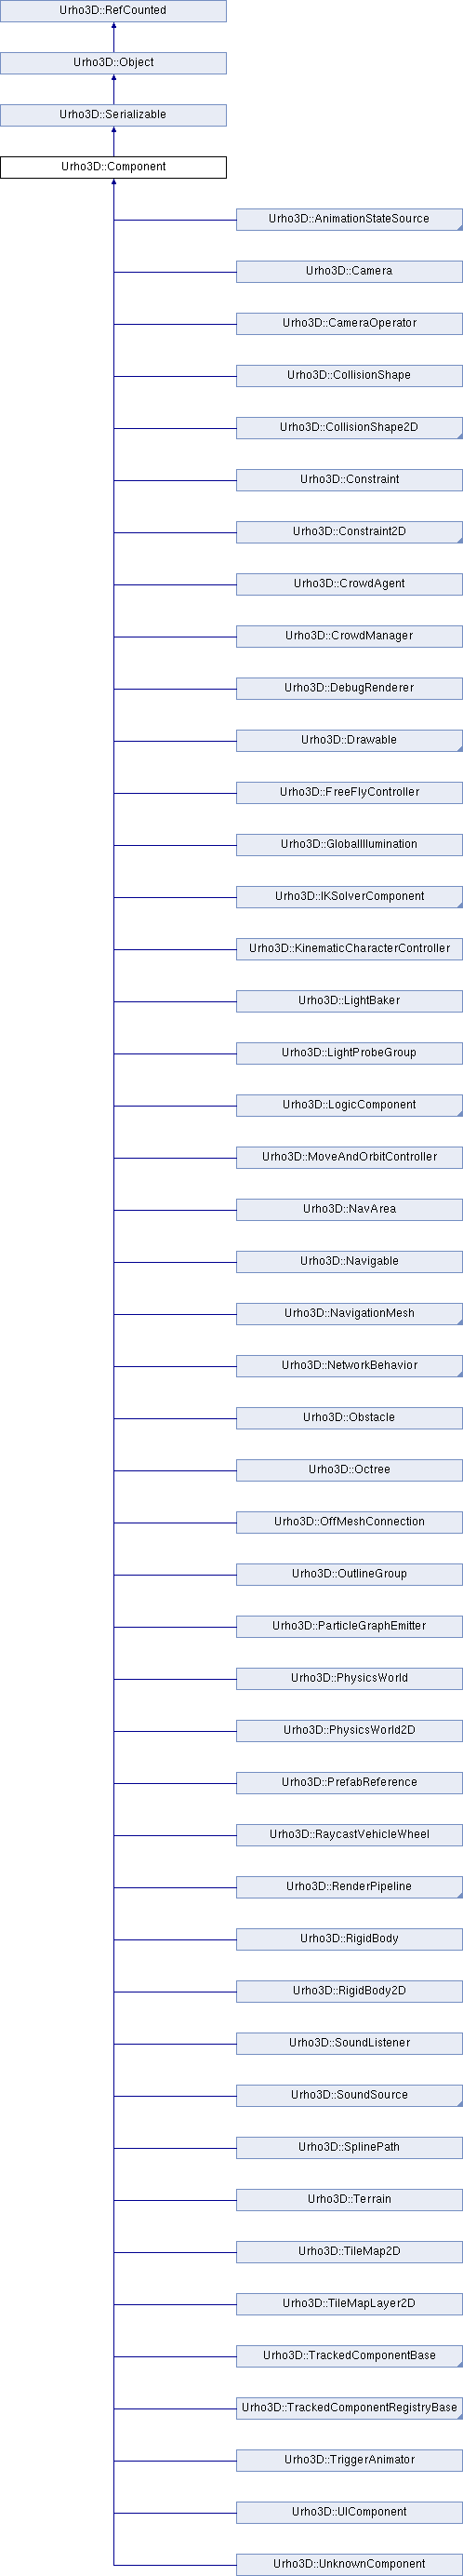 Urho3D::RefCounted
Urho3D::Object
Urho3D::Serializable
Urho3D::Component
Urho3D::AnimationStateSource
Urho3D::Camera
Urho3D::CameraOperator
Urho3D::CollisionShape
Urho3D::CollisionShape2D
Urho3D::Constraint
Urho3D::Constraint2D
Urho3D::CrowdAgent
Urho3D::CrowdManager
Urho3D::DebugRenderer
Urho3D::Drawable
Urho3D::FreeFlyController
Urho3D::GlobalIllumination
Urho3D::IKSolverComponent
Urho3D::KinematicCharacterController
Urho3D::LightBaker
Urho3D::LightProbeGroup
Urho3D::LogicComponent
Urho3D::MoveAndOrbitController
Urho3D::NavArea
Urho3D::Navigable
Urho3D::NavigationMesh
Urho3D::NetworkBehavior
Urho3D::Obstacle
Urho3D::Octree
Urho3D::OffMeshConnection
Urho3D::OutlineGroup
Urho3D::ParticleGraphEmitter
Urho3D::PhysicsWorld
Urho3D::PhysicsWorld2D
Urho3D::PrefabReference
Urho3D::RaycastVehicleWheel
Urho3D::RenderPipeline
Urho3D::RigidBody
Urho3D::RigidBody2D
Urho3D::SoundListener
Urho3D::SoundSource
Urho3D::SplinePath
Urho3D::Terrain
Urho3D::TileMap2D
Urho3D::TileMapLayer2D
Urho3D::TrackedComponentBase
Urho3D::TrackedComponentRegistryBase
Urho3D::TriggerAnimator
Urho3D::UIComponent
Urho3D::UnknownComponent